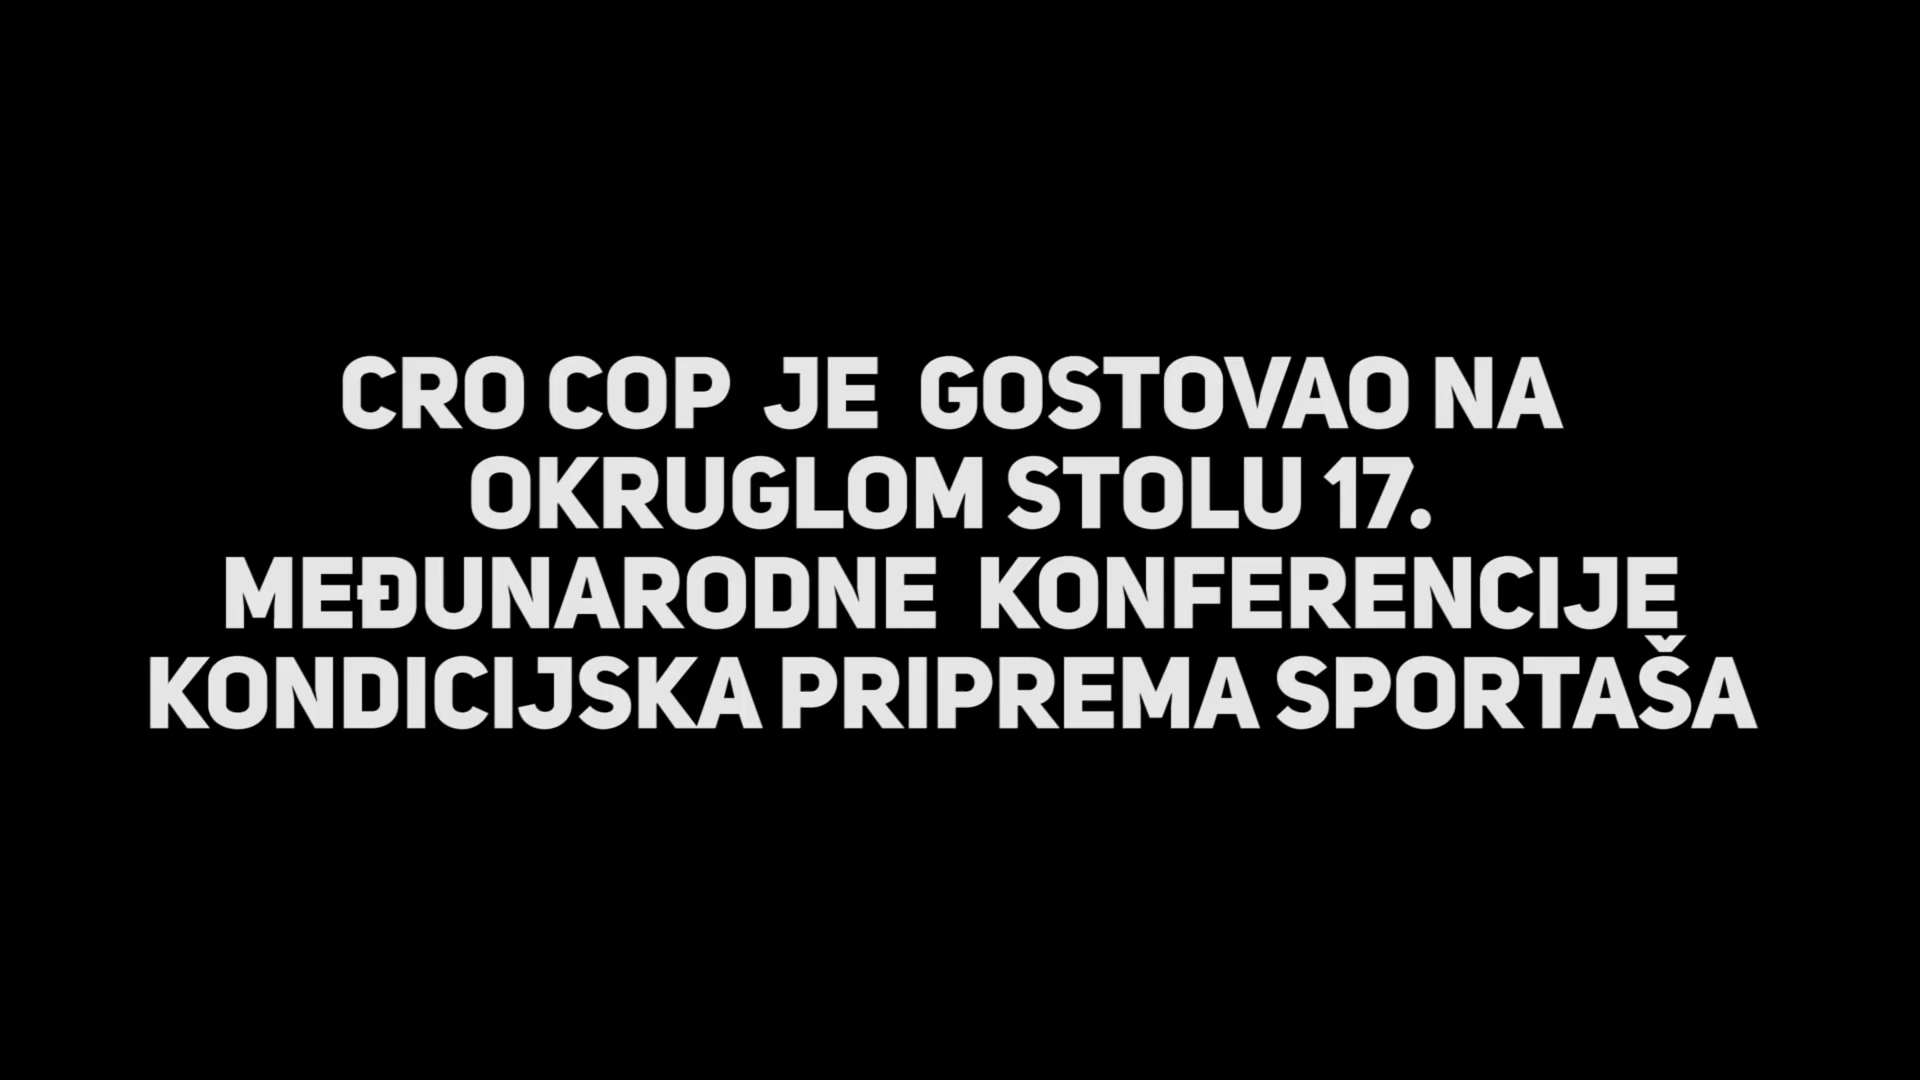 CRO COP JE GOSTOVAO NA
OKRUGLOM STOLU 17.
MEĐUNARODNE KONFERENCIJE
KONDICIJSKA PRIPREMA SPORTAŠA